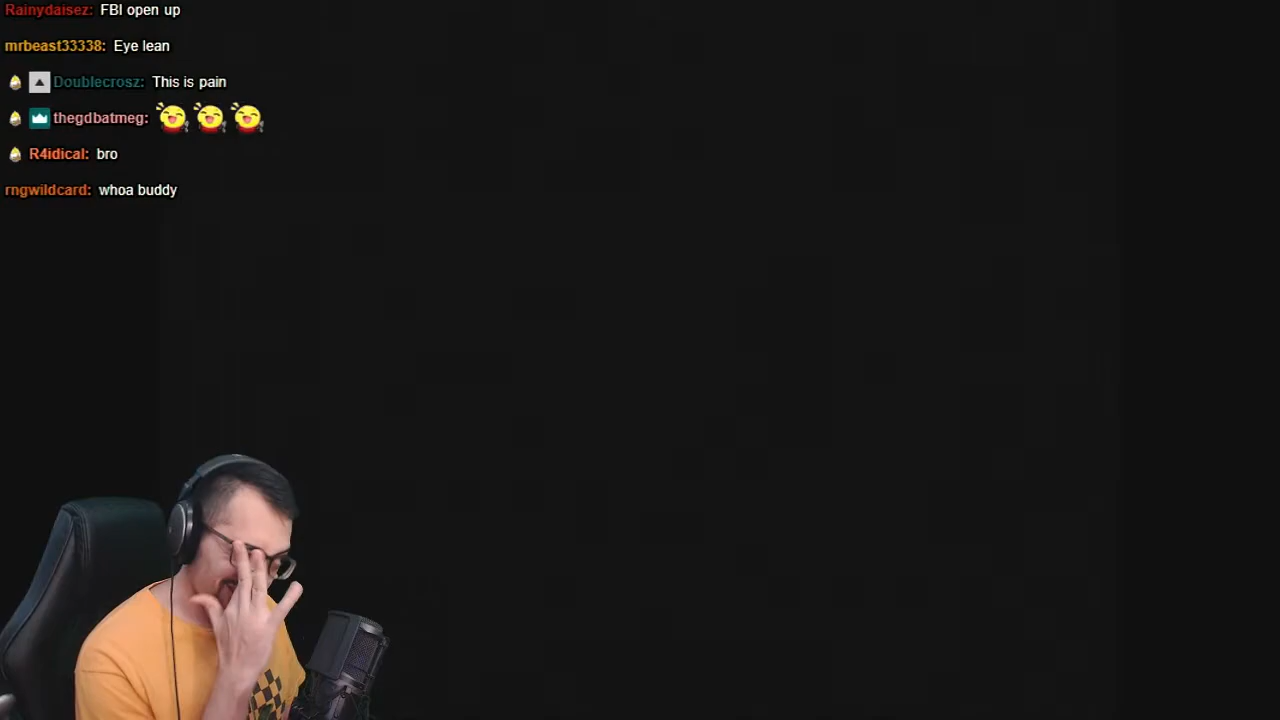 Rainydaisez: FBI open up
mrbeast33338: Eye lean
Doublecrosz: This is pain
thegdbatmeg:
R4idical: bro
rngwildcard: whoa buddy